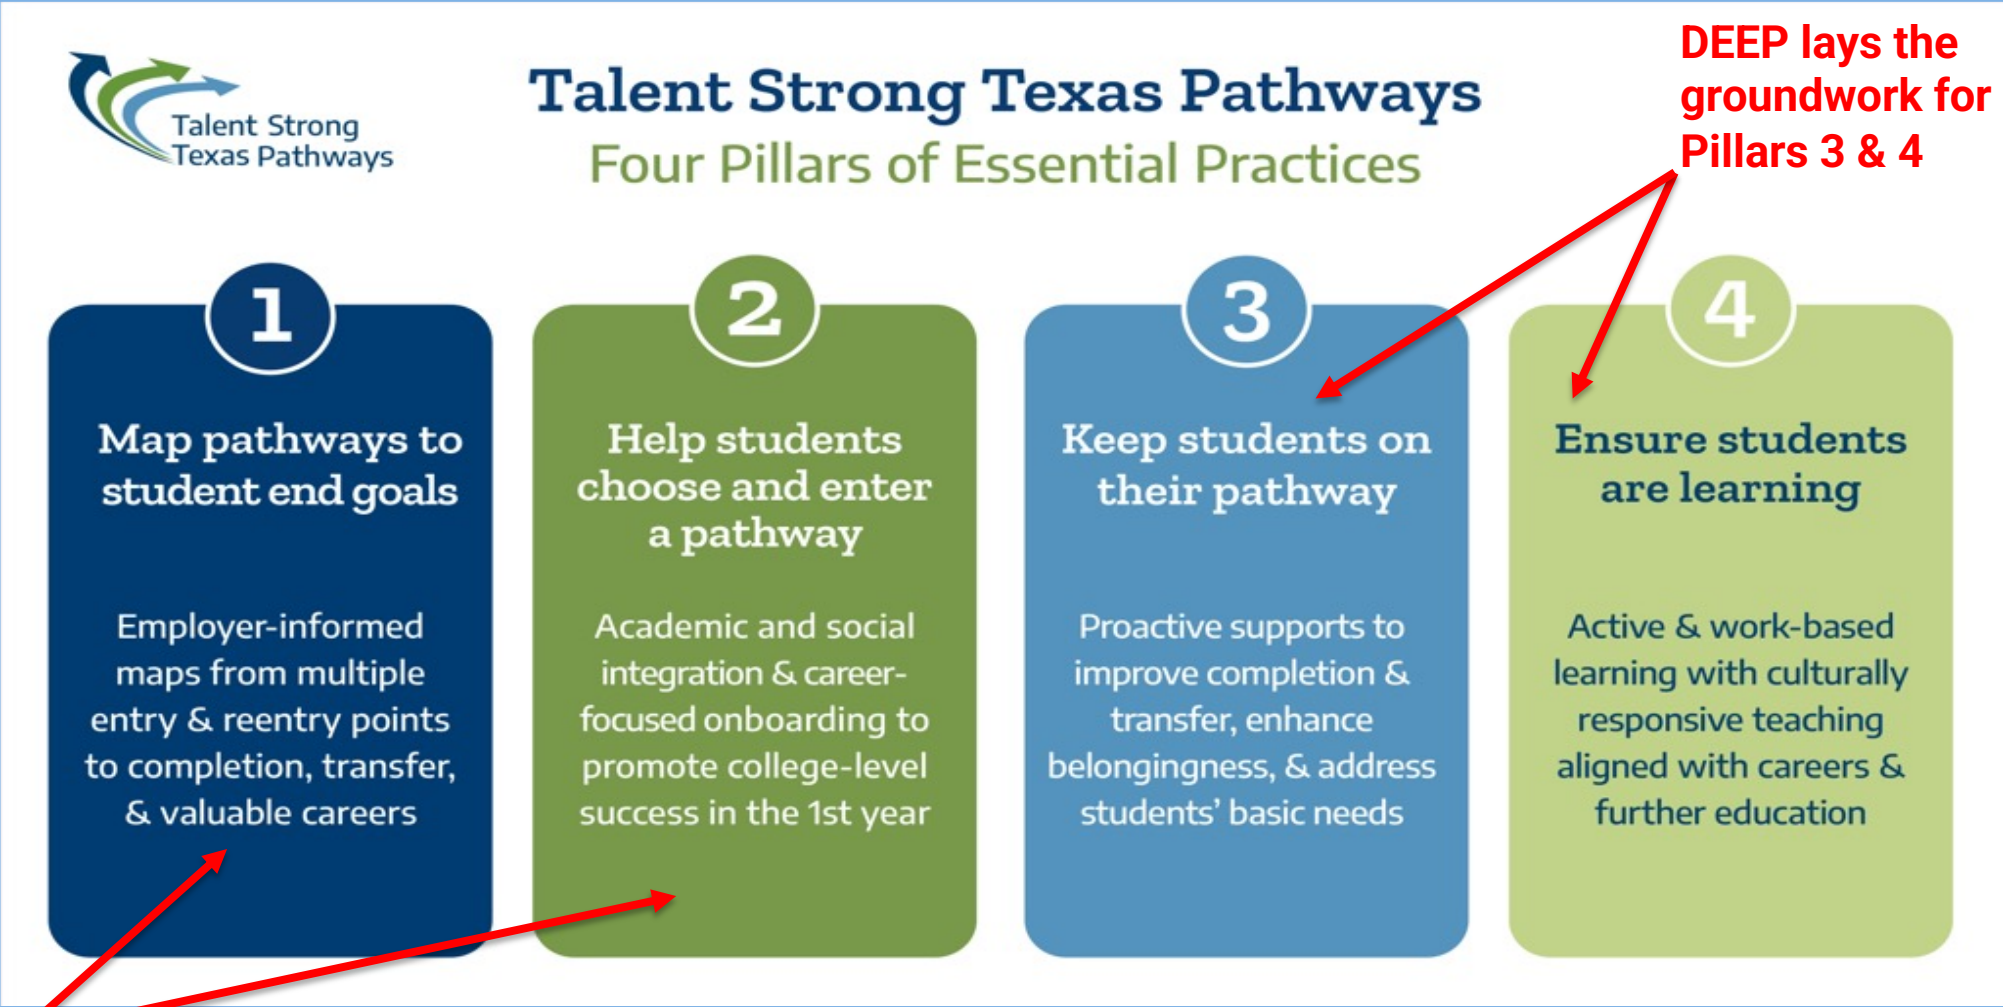 Talent Strong
Texas Pathways
Talent Strong Texas Pathways
Four Pillars of Essential Practices
DEEP lays the
groundwork for
Pillars 3 & 4
1
Map pathways to
student end goals
Employer-informed
maps from multiple
entry & reentry points
to completion, transfer,
& valuable careers
2
Help students
choose and enter
a pathway
Academic and social
integration & career-
focused onboarding to
promote college-level
success in the 1st year
3
Keep students on
their pathway
Proactive supports to
improve completion &
transfer, enhance
belongingness, & address
students’ basic needs
4
Ensure students
are learning
Active & work-based
learning with culturally
responsive teaching
aligned with careers &
further education